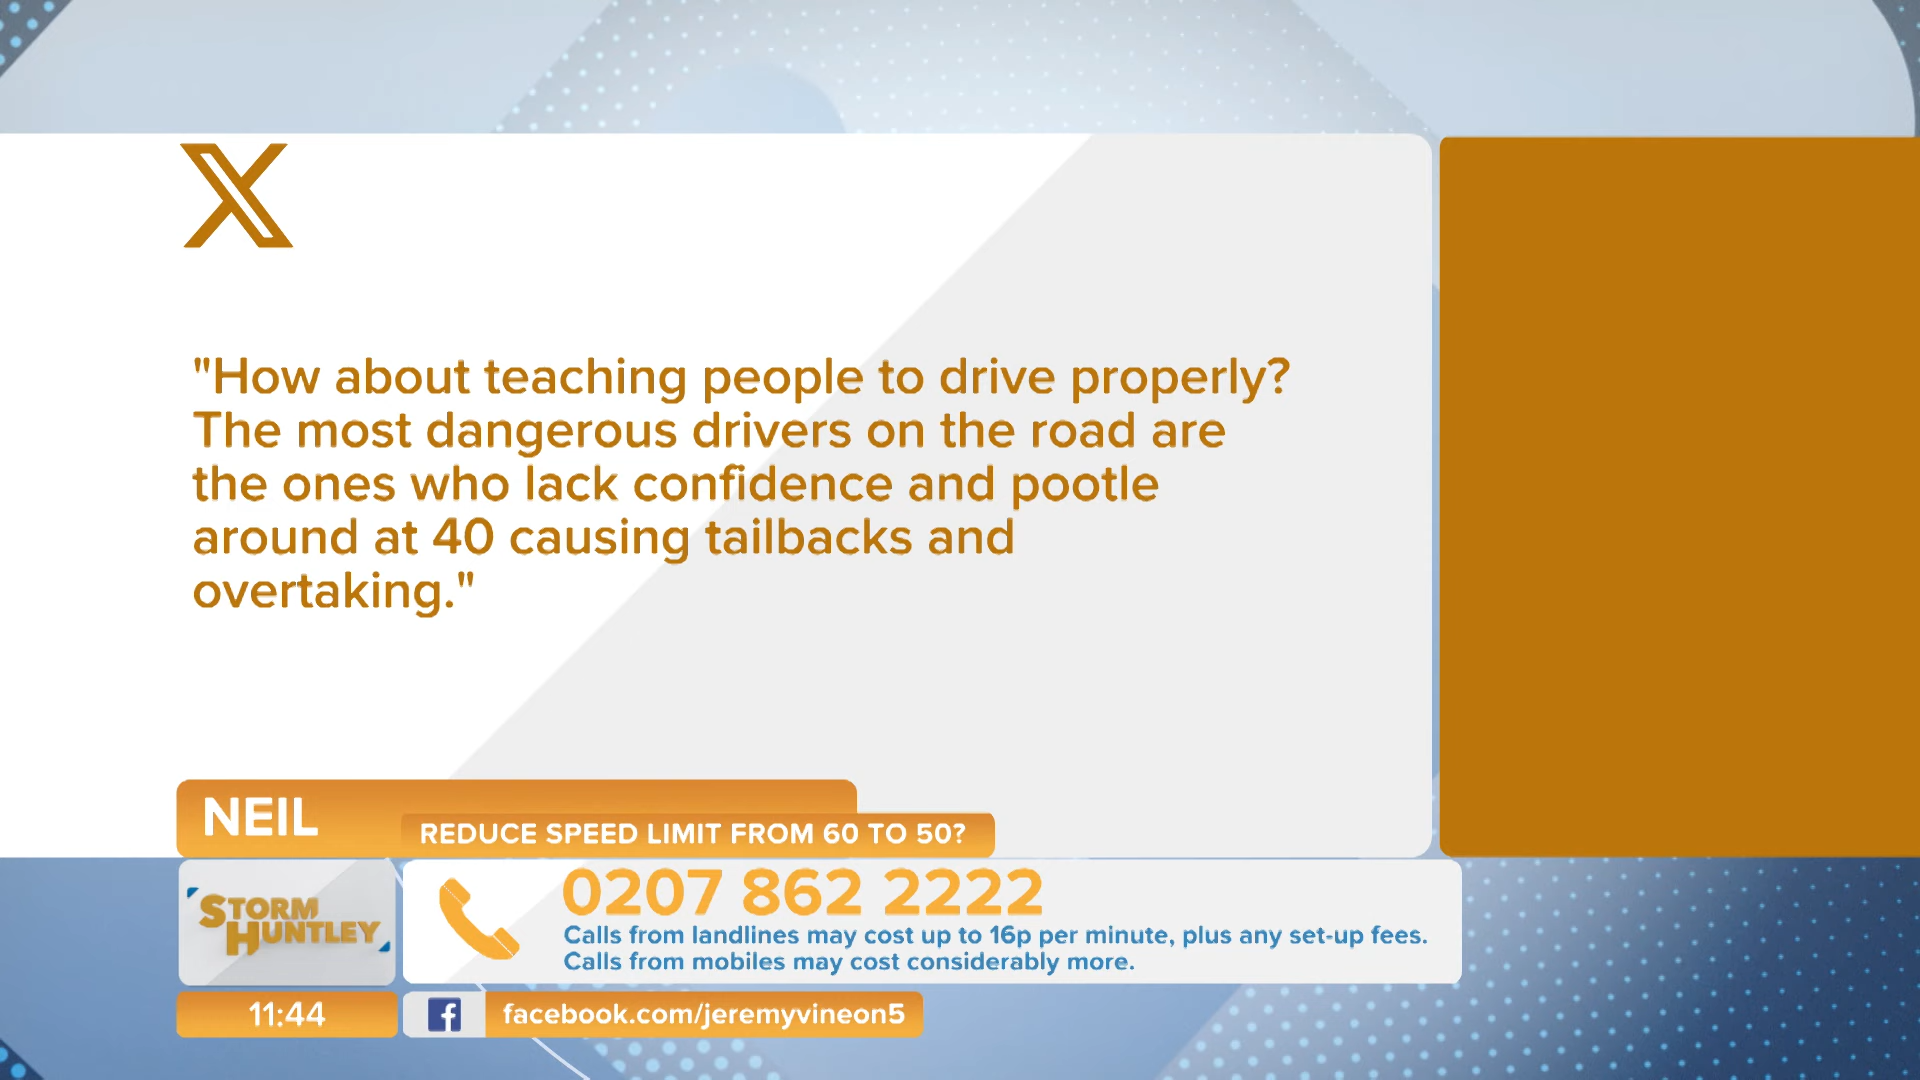 "How about teaching people to drive properly?
The most dangerous drivers on the road are
the ones who lack confidence and pootle
around at 40 causing tailbacks and
overtaking."
NEIL
REDUCE SPEED LIMIT FROM 60 TO 50?
STORM
HUNTLEY
0207 862 2222
Calls from landlines may cost up to 16p per minute, plus any set-up fees.
Calls from mobiles may cost considerably more.
11:44
facebook.com/jeremyvineon5